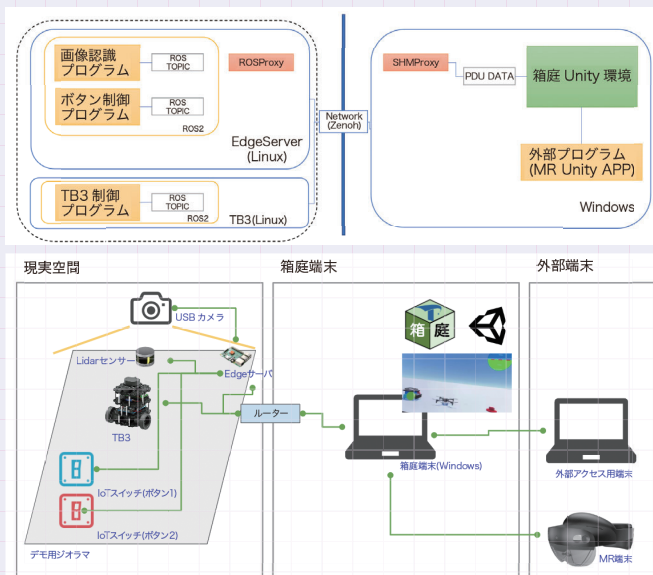 画像認識
プログラム
ROS
TOPIC
ROSProxy
ボタン制御
プログラム
ROS
TOPIC
ROS2
EdgeServer
(Linux)
TB3 制御
プログラム
ROS
TOPIC
ROS2
TB3(Linux)
Network
(Zenoh)
SHMProxy
PDU DATA
箱庭 Unity 環境
外部プログラム
(MR Unity APP)
Windows
現実空間
USB カメラ
Lidarセンサー
Edgeサーバ
TB3
IoTスイッチ(ボタン1)
IoTスイッチ(ボタン2)
デモ用ジオラマ
ルーター
箱庭端末
箱 庭
箱庭端末(Windows)
外部端末
外部アクセス用端末
MR端末